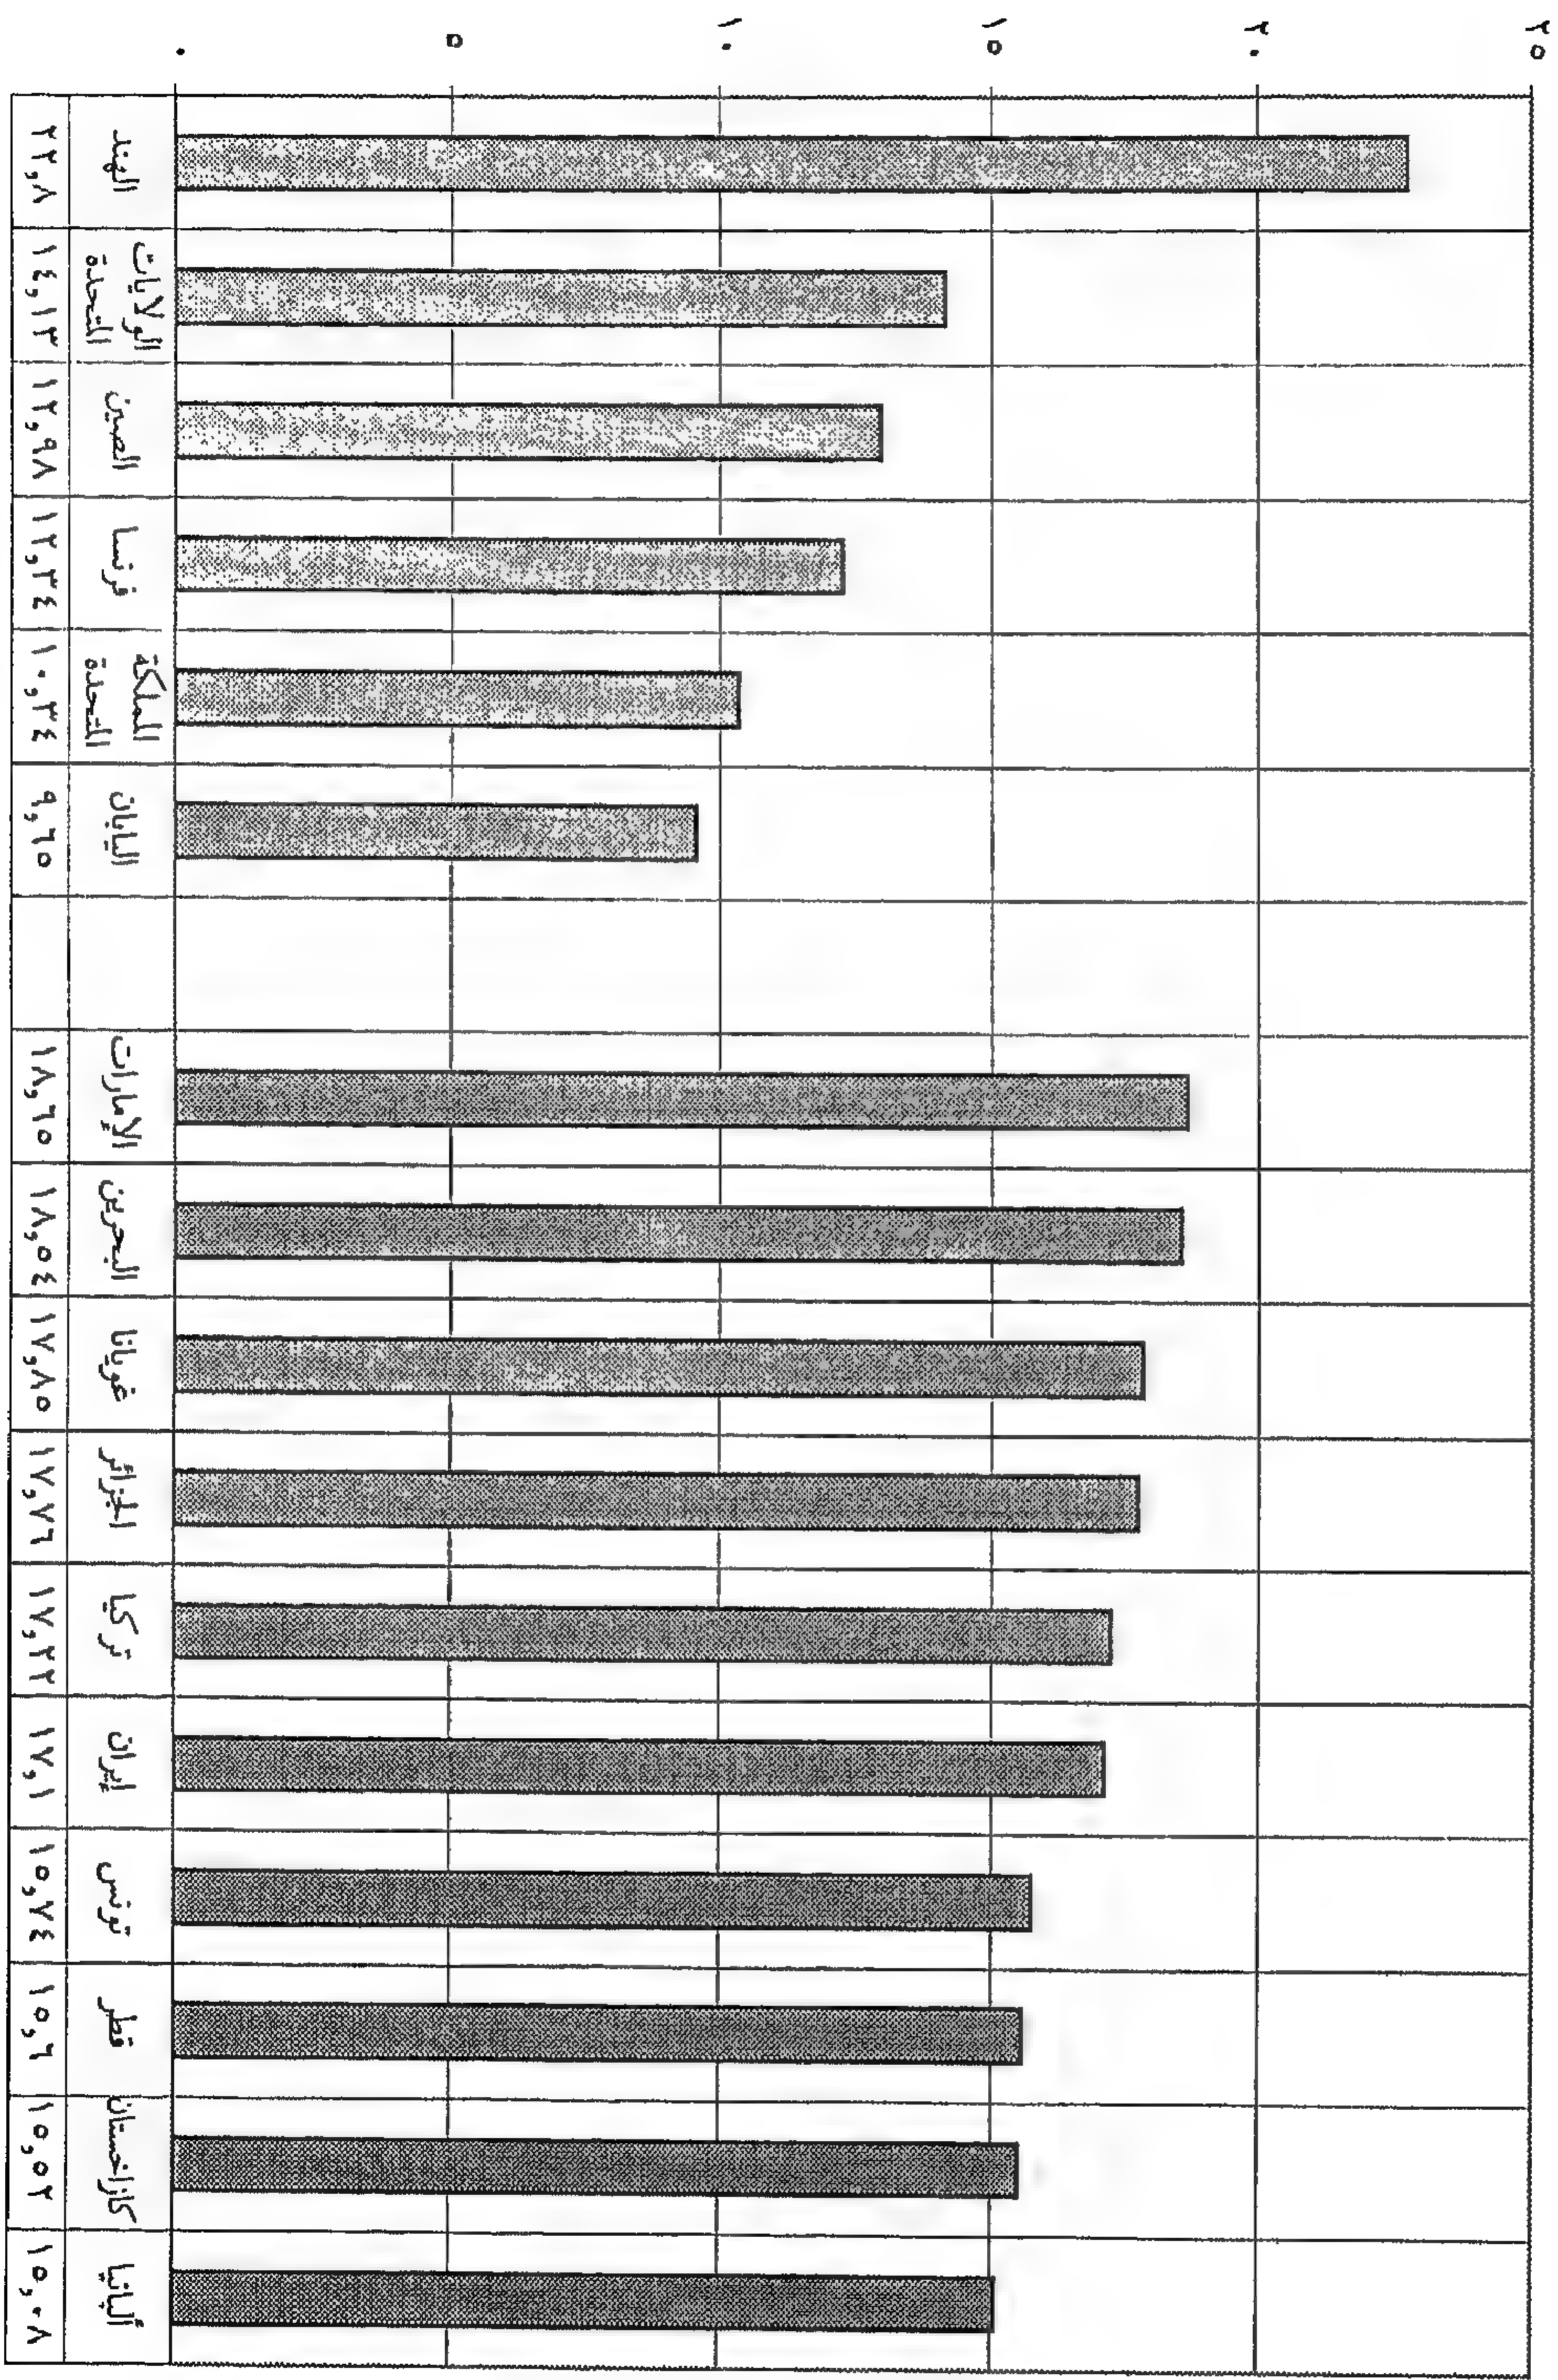 ٢٥
٢٠
١٥
١٠
٥
٠
الهند
الولايات
المتحدة
الصين
فرنسا
المملكة
المتحدة
اليابان
الإمارات
البحرين
غويانا
الجزائر
تركيا
إيران
تونس
قطر
كازاخستان
ألبانيا
٢٢,٨
١٤,١٣
١٢,٩٨
١٢,٣٤
١٠,٣٤
٩,٦٥
١٨,٦٥
١٨,٥٤
١٧,٨٥
١٧,٧٦
١٧,٢٢
١٧,١
١٥,٧٤
١٥,٦
١٥,٥٢
١٥,٠٨